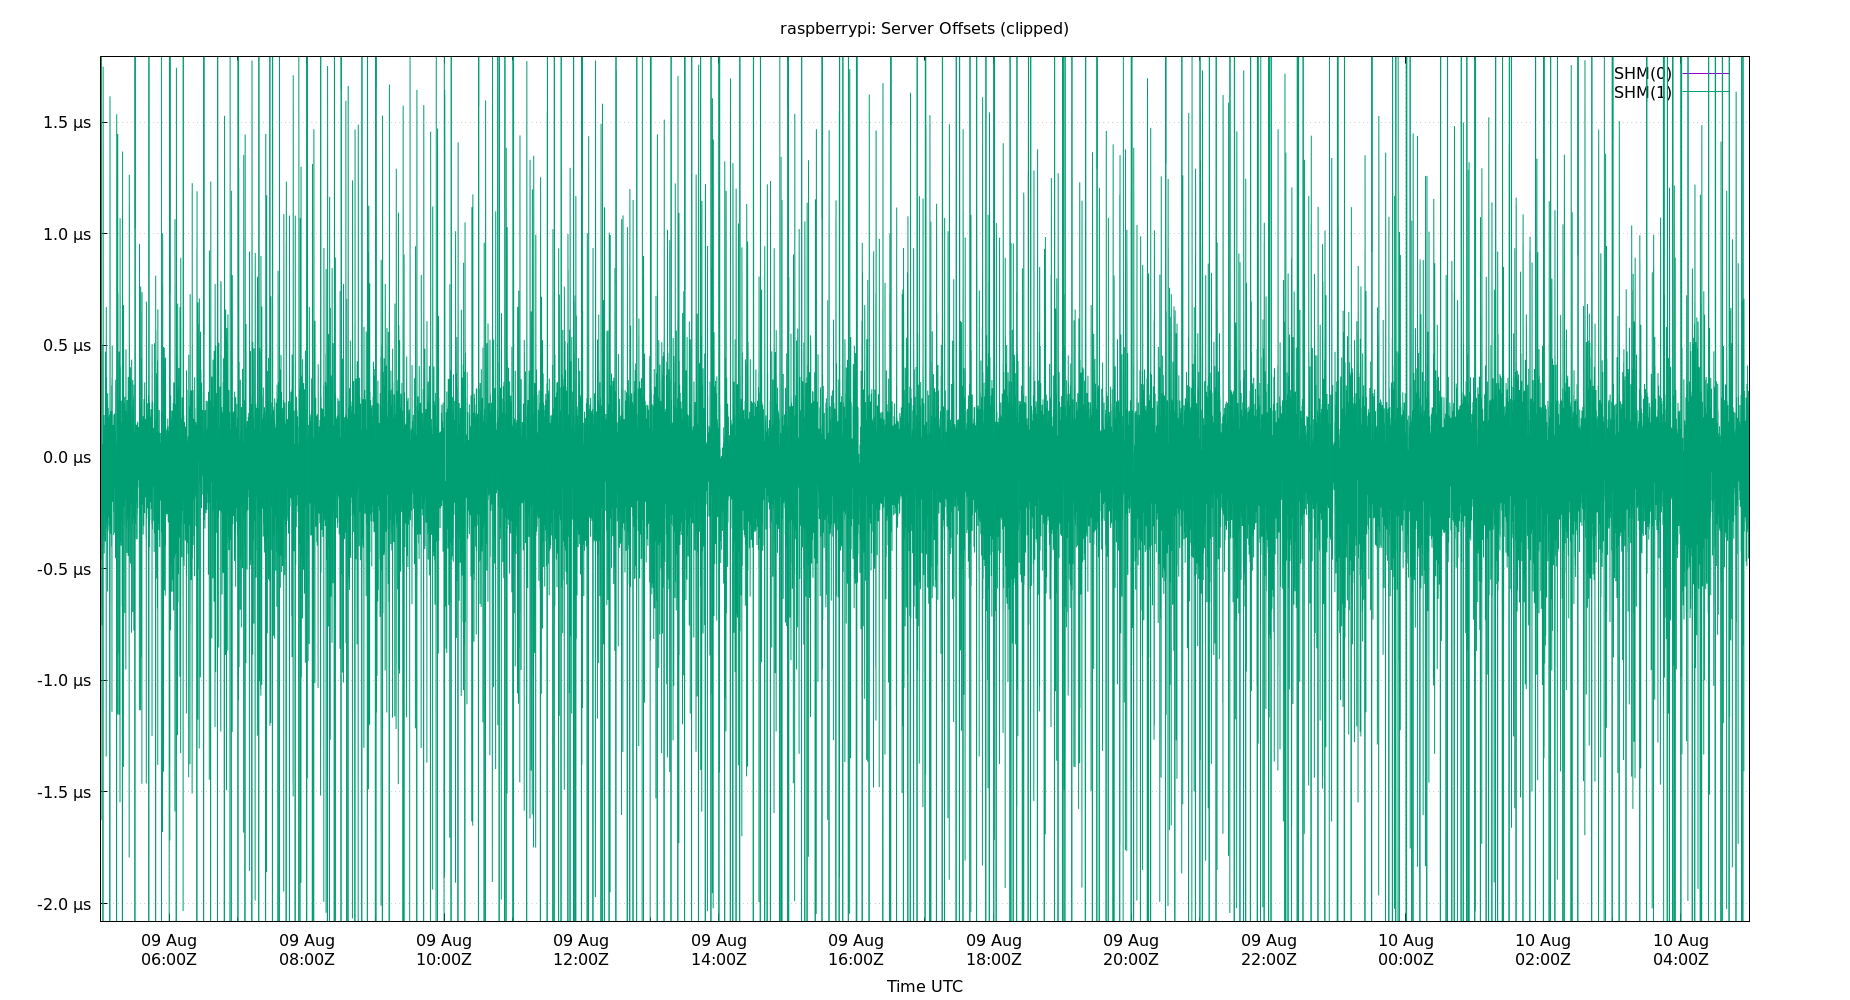 raspberrypi: Server Offsets (clipped)
SHM(0)
SHM(1)
1.5 µs
1.0 µs
0.5 µs
0.0 µs
-0.5 µs
-1.0 µs
-1.5 µs
-2.0 µs
09 Aug 09 Aug 09 Aug 09 Aug 09 Aug 09 Aug 09 Aug 09 Aug 09 Aug 10 Aug 10 Aug 10 Aug
06:00Z 08:00Z 10:00Z 12:00Z 14:00Z 16:00Z 18:00Z 20:00Z 22:00Z 00:00Z 02:00Z 04:00Z
Time UTC